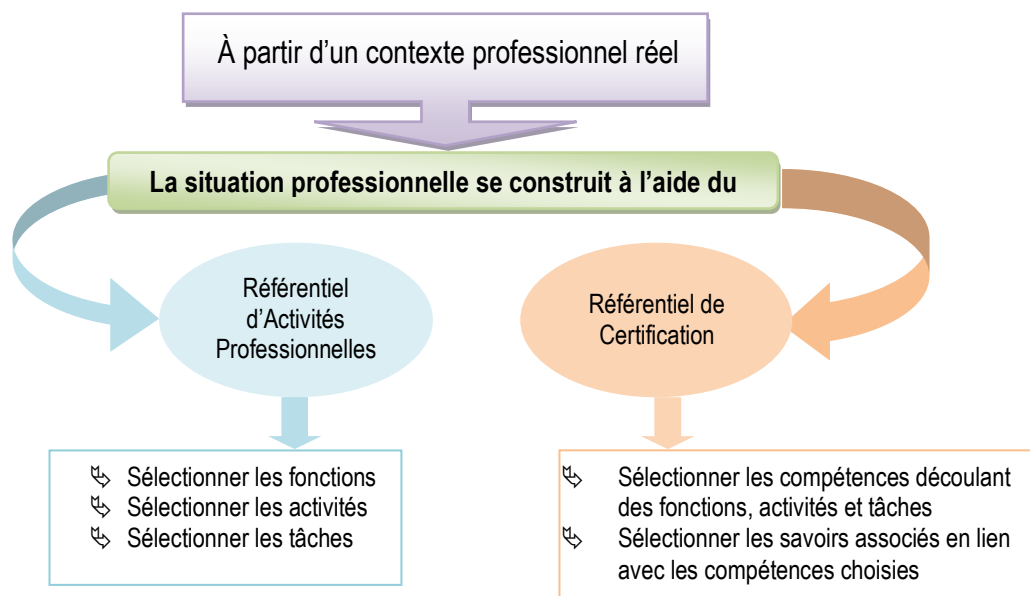 À partir d’un contexte professionnel réel
La situation professionnelle se construit à l’aide du
Référentiel
d’Activités
Professionnelles
Référentiel de
Certification
Sélectionner les fonctions
Sélectionner les activités
Sélectionner les tâches
Sélectionner les compétences découlant
des fonctions, activités et tâches
Sélectionner les savoirs associés en lien
avec les compétences choisies